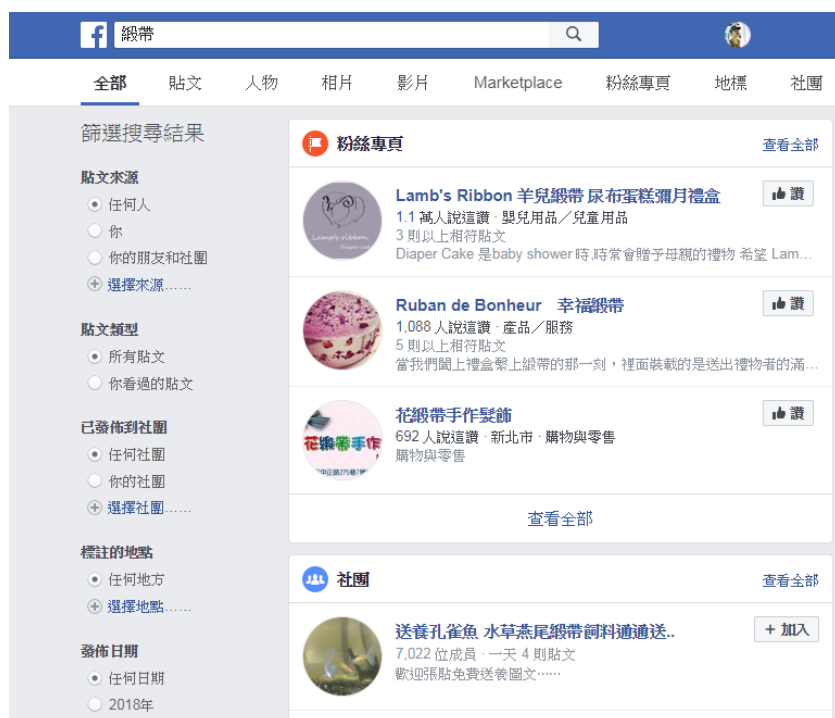 緞帶
全部 貼文 人物 相片 影片 Marketplace 粉絲專頁 地標 社團
篩選搜尋結果
貼文來源
任何人
你
你的朋友和社團
選擇來源......
貼文類型
所有貼文
你看過的貼文
已發佈到社團
任何社團
你的社團
選擇社團......
標註的地點
任何地方
選擇地點......
發佈日期
任何日期
2018年
粉絲專頁 查看全部
Lamb's Ribbon 羊兒緞帶 尿布蛋糕彌月禮盒 讚
1.1 萬人說這讚 · 嬰兒用品／兒童用品
3 則以上相符貼文
Diaper Cake 是baby shower 時,時常會贈予母親的禮物 希望 Lam...
Ruban de Bonheur 幸福緞帶 讚
1,088 人說這讚 · 產品／服務
5 則以上相符貼文
當我們闔上禮盒繫上緞帶的那一刻，裡面裝載的是送出禮物者的滿...
花緞帶手作
花緞帶手作髮飾 讚
692 人說這讚 · 新北市 · 購物與零售
購物與零售
查看全部
社團 查看全部
送養孔雀魚 水草燕尾緞帶飼料通通送.. + 加入
7,022 位成員 · 一天 4 則貼文
歡迎張貼免費送養圖文······